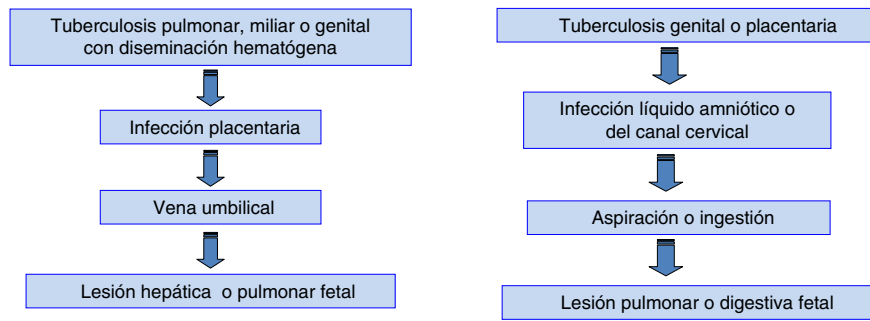 Tuberculosis pulmonar, miliar o genital
con diseminación hematógena
Infección placentaria
Vena umbilical
Lesión hepática o pulmonar fetal
Tuberculosis genital o placentaria
Infección líquido amniótico o
del canal cervical
Aspiración o ingestión
Lesión pulmonar o digestiva fetal